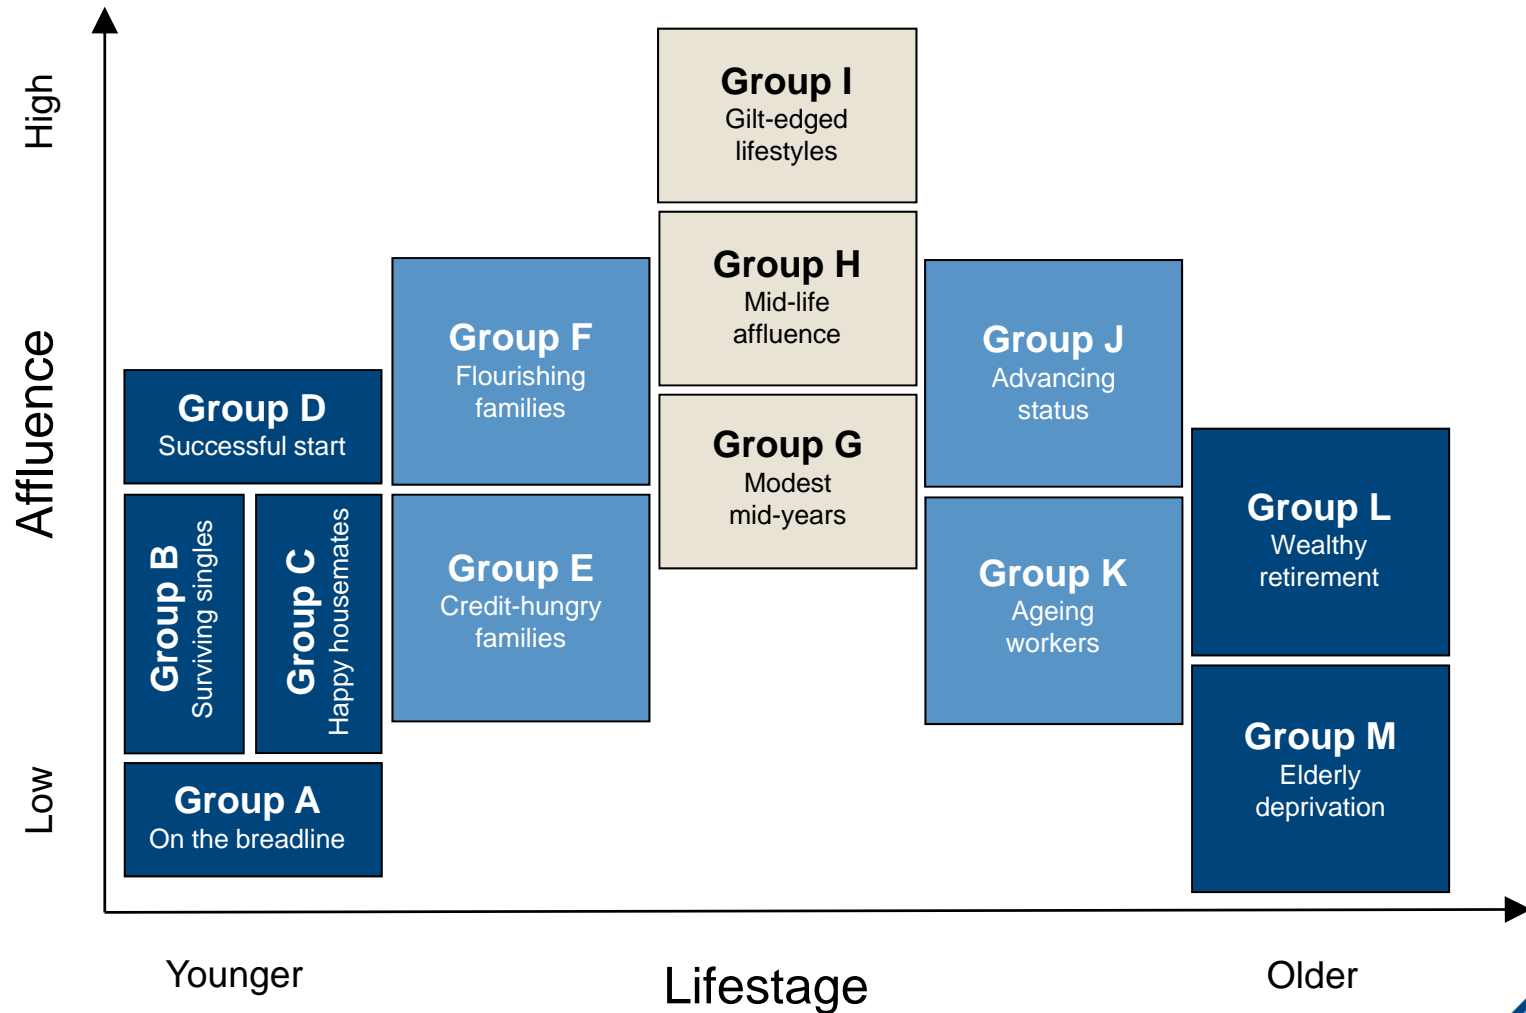 High
Affluence
Low
Group I
Gilt-edged
lifestyles
Group H
Mid-life
affluence
Group G
Modest
mid-years
Group F
Flourishing
families
Group E
Credit-hungry
families
Group J
Advancing
status
Group K
Ageing
workers
Group D
Successful start
Group B
Surviving singles
Group C
Happy housemates
Group A
On the breadline
Group L
Wealthy
retirement
Group M
Elderly
deprivation
Younger
Lifestage
Older